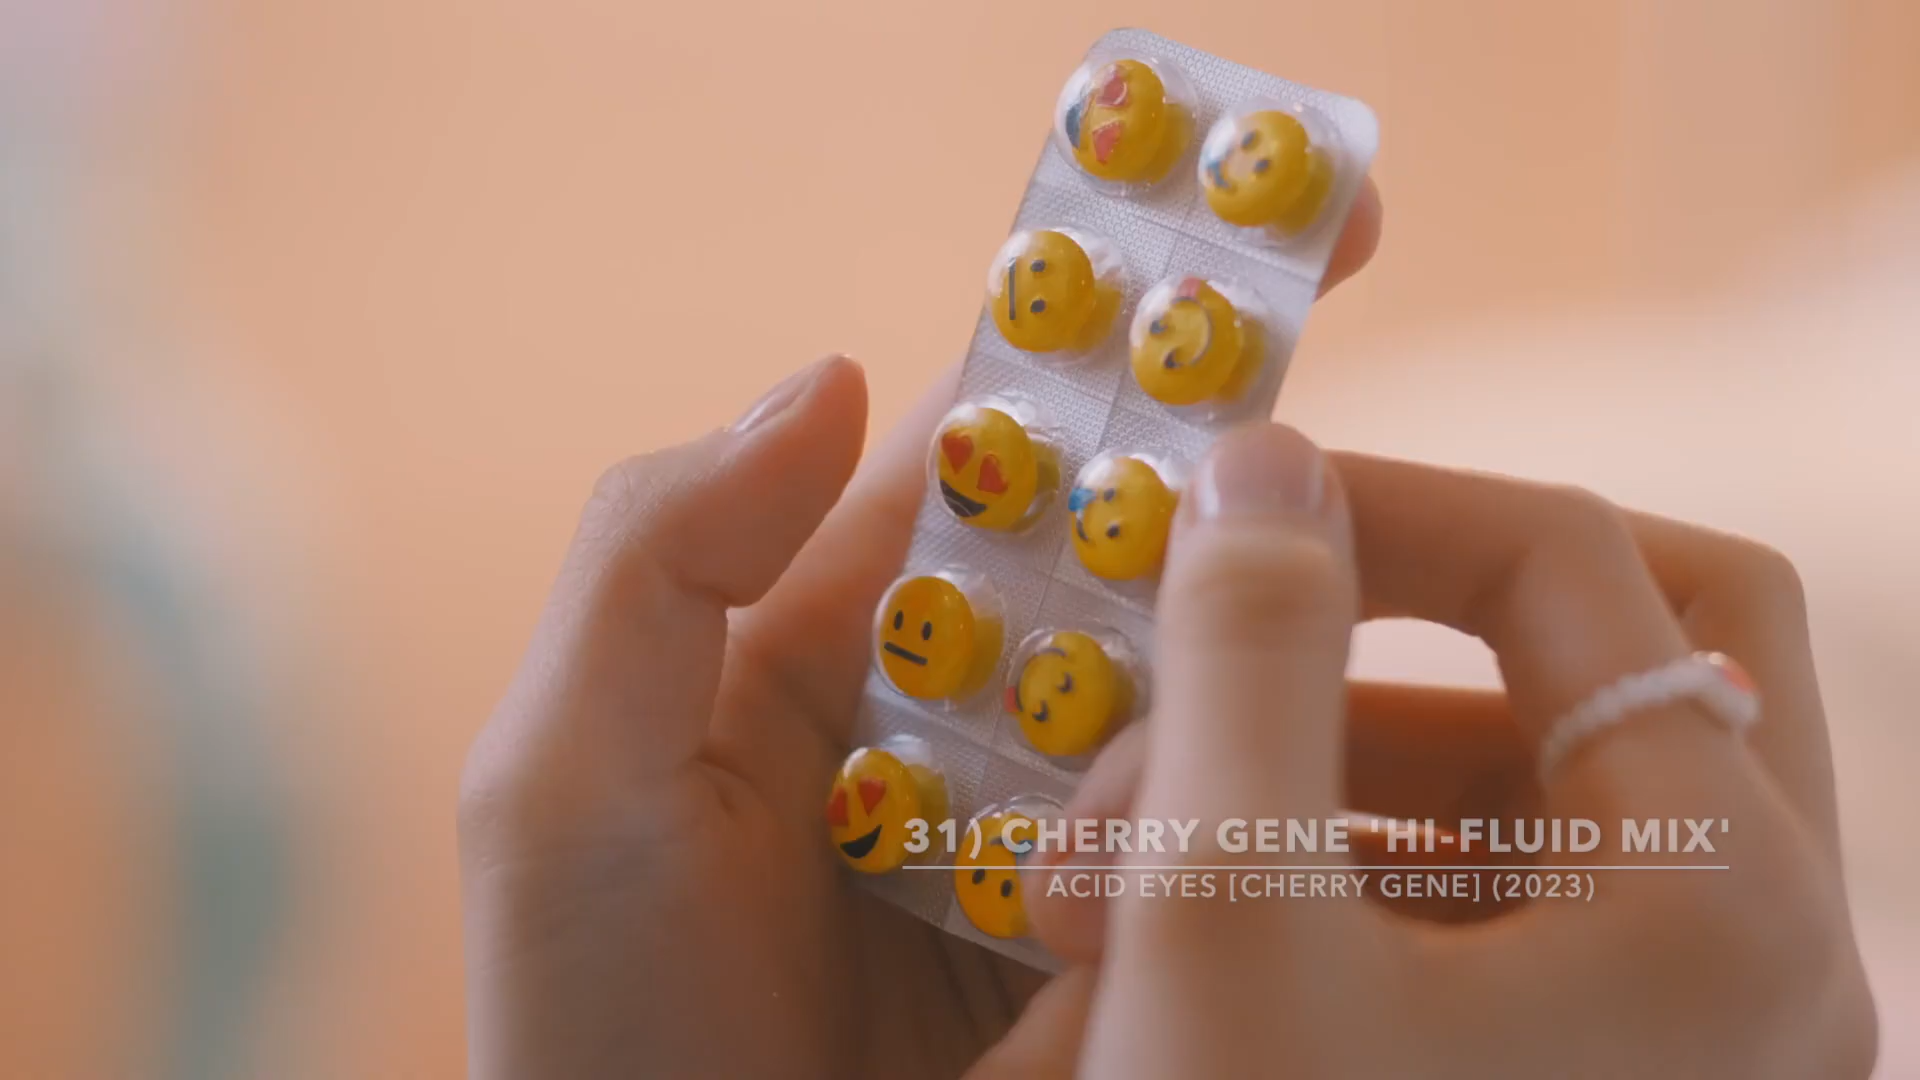 31) CHERRY GENE 'HI-FLUID MIX'
ACID EYES [CHERRY GENE] (2023)